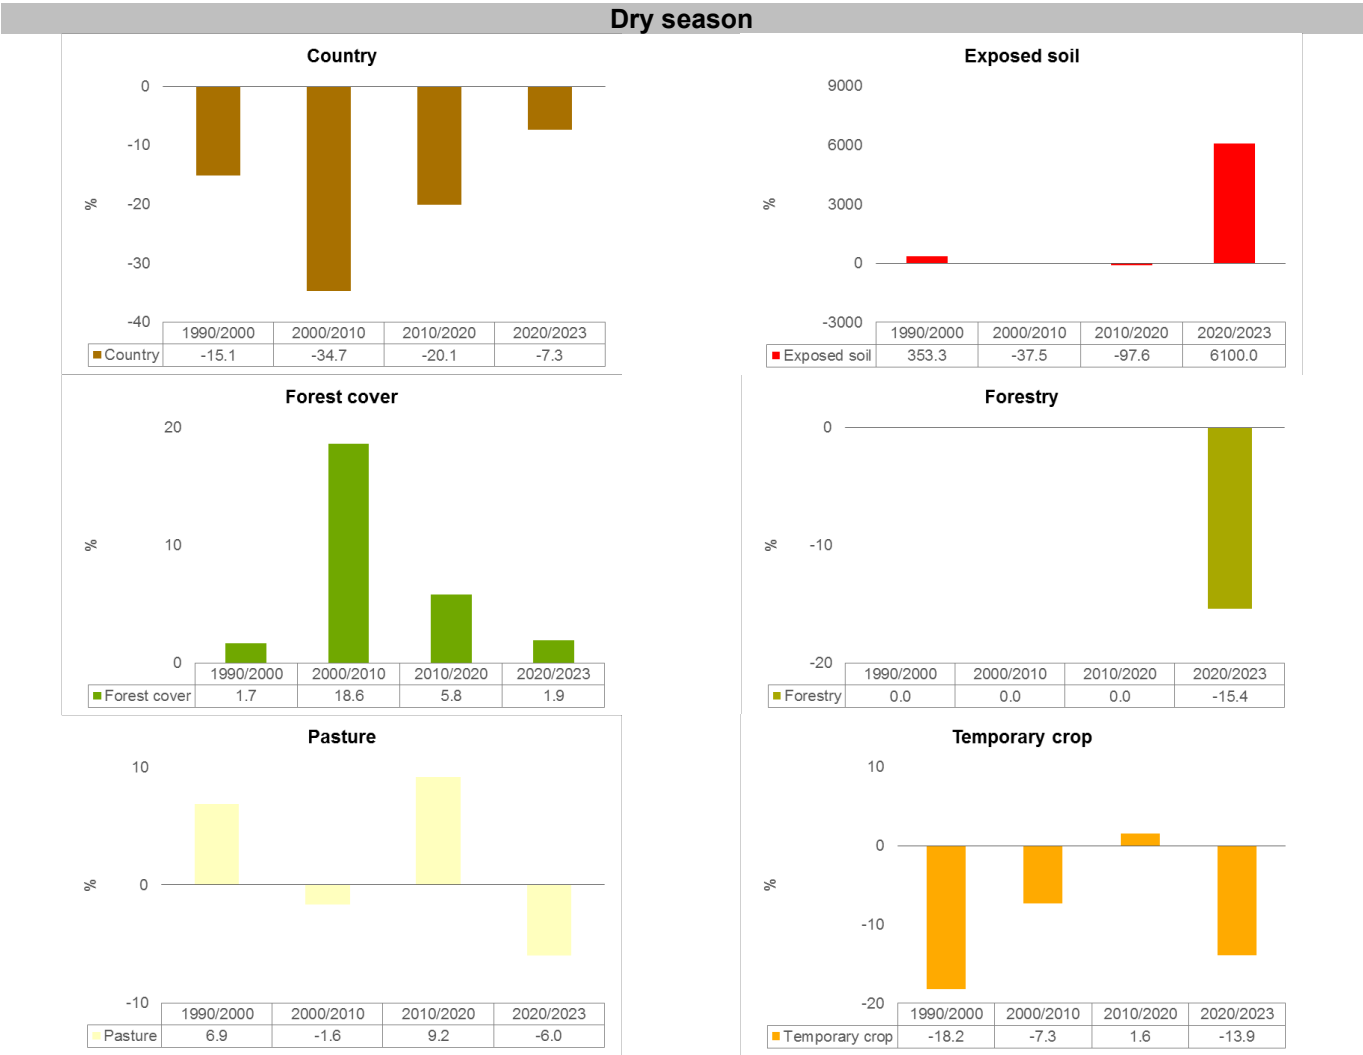 Dry season
Country
0
-10
-20
-30
-40
%
1990/2000 2000/2010 2010/2020 2020/2023
Country -15.1 -34.7 -20.1 -7.3
Exposed soil
9000
6000
3000
0
-3000
%
1990/2000 2000/2010 2010/2020 2020/2023
Exposed soil 353.3 -37.5 -97.6 6100.0
Forest cover
20
10
0
%
1990/2000 2000/2010 2010/2020 2020/2023
Forest cover 1.7 18.6 5.8 1.9
Forestry
0
-10
-20
%
1990/2000 2000/2010 2010/2020 2020/2023
Forestry 0.0 0.0 0.0 -15.4
Pasture
10
0
-10
%
1990/2000 2000/2010 2010/2020 2020/2023
Pasture 6.9 -1.6 9.2 -6.0
Temporary crop
10
0
-10
-20
%
1990/2000 2000/2010 2010/2020 2020/2023
Temporary crop -18.2 -7.3 1.6 -13.9